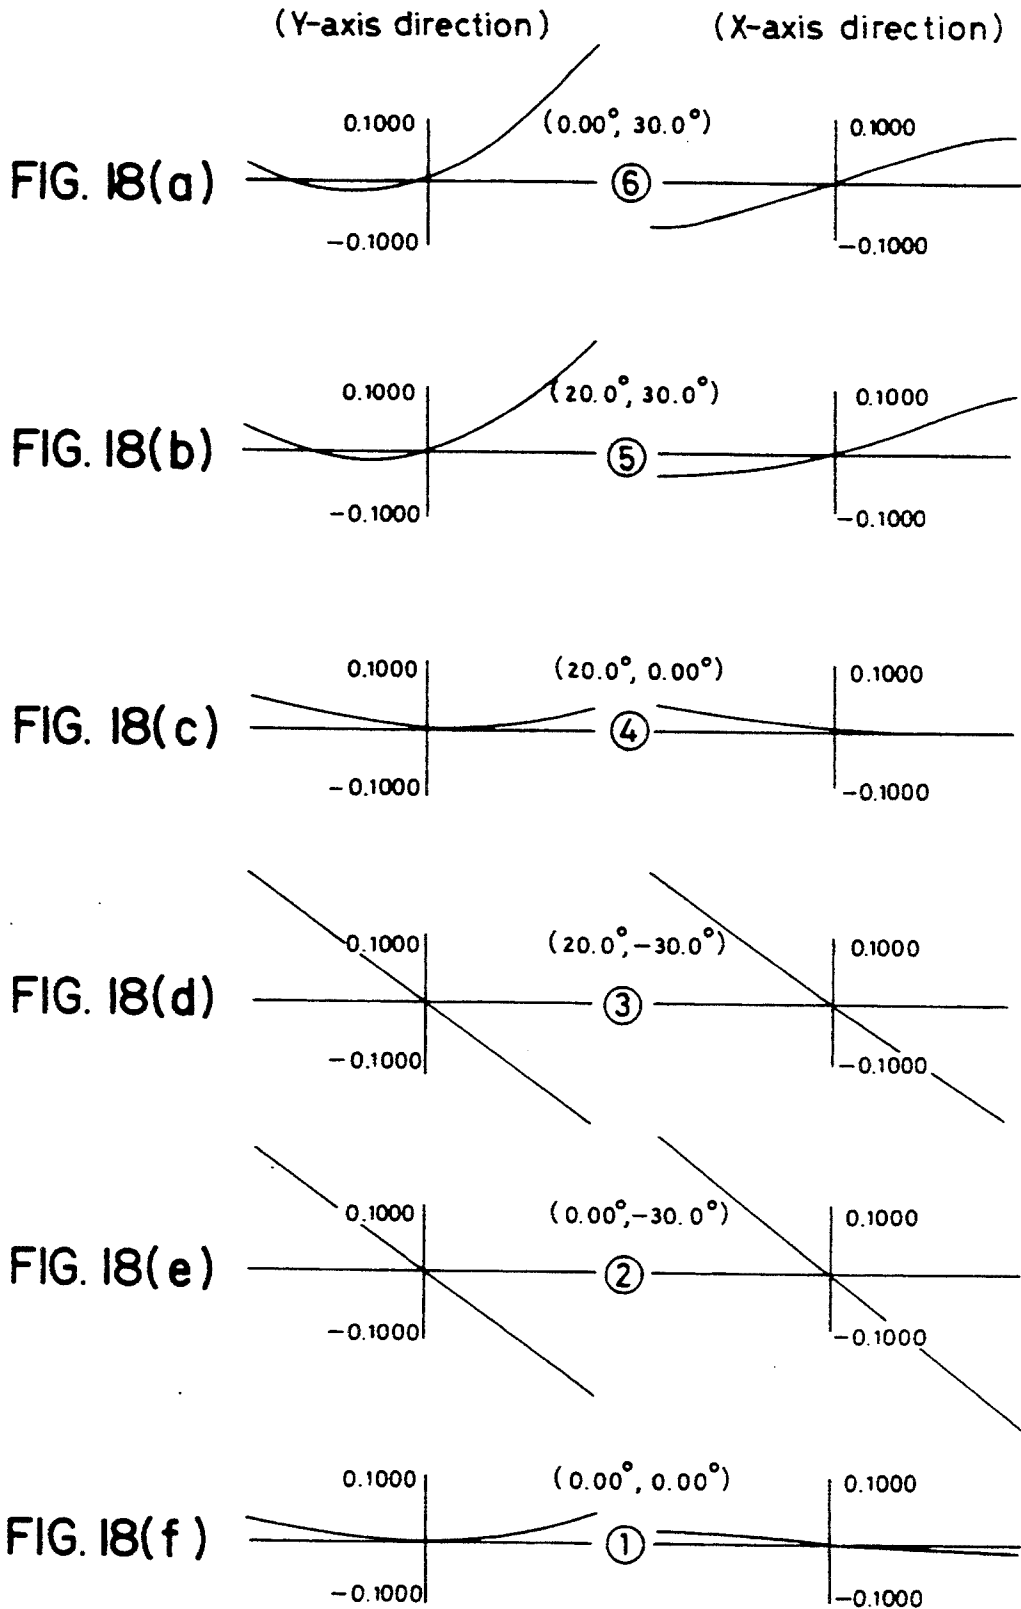 (Y-axis direction) (X-axis direction)
FIG. 18(a)
0.1000 (0.00°, 30.0°) 0.1000
⑥
-0.1000 -0.1000
FIG. 18(b)
0.1000 (20.0°, 30.0°) 0.1000
⑤
-0.1000 -0.1000
FIG. 18(c)
0.1000 (20.0°, 0.00°) 0.1000
④
-0.1000 -0.1000
FIG. 18(d)
0.1000 (20.0°,-30.0°) 0.1000
③
-0.1000 -0.1000
FIG. 18(e)
0.1000 (0.00°,-30.0°) 0.1000
②
-0.1000 -0.1000
FIG. 18(f)
0.1000 (0.00°, 0.00°) 0.1000
①
-0.1000 -0.1000